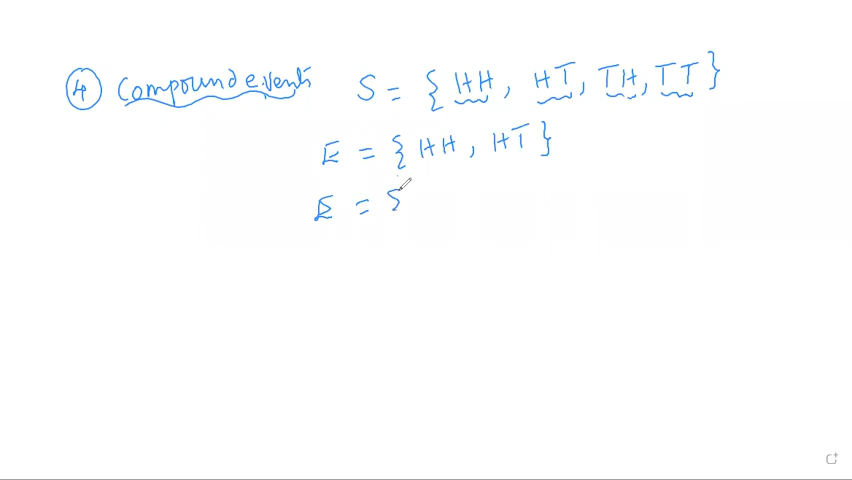 ④ Compound events S = { HH, HT, TH, TT }
E = { HH, HT }
E =